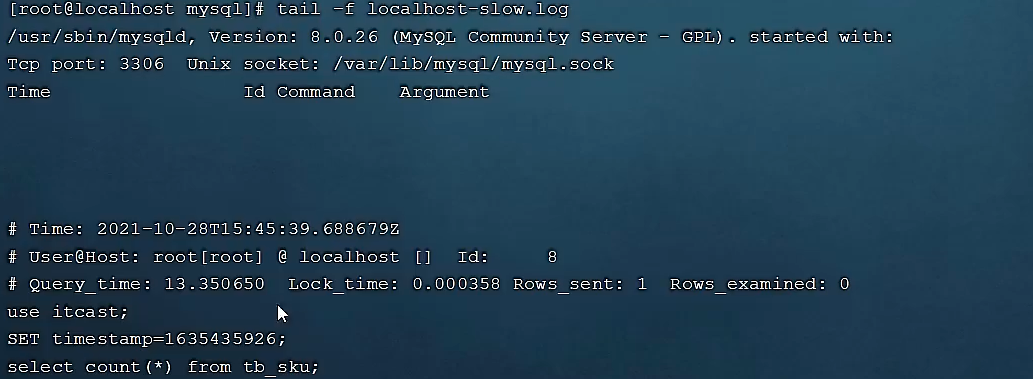 [root@localhost mysql]# tail -f localhost-slow.log
/usr/sbin/mysqld, Version: 8.0.26 (MySQL Community Server - GPL). started with:
Tcp port: 3306  Unix socket: /var/lib/mysql/mysql.sock
Time                 Id Command    Argument
# Time: 2021-10-28T15:45:39.688679Z
# User@Host: root[root] @ localhost []  Id:     8
# Query_time: 13.350650  Lock_time: 0.000358 Rows_sent: 1  Rows_examined: 0
use itcast;
SET timestamp=1635435926;
select count(*) from tb_sku;